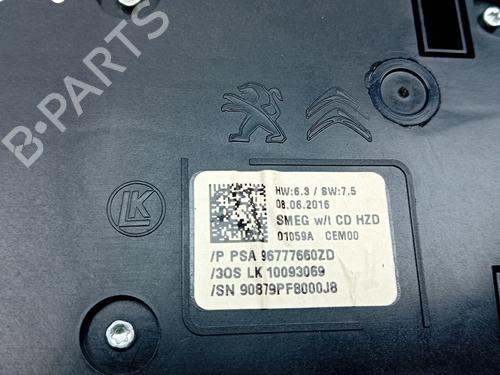 B-PARTS
LK
HW:6.3 / SW:7.5
08.06.2016
SMEG w/t CD HZD
01059A CEM00
/P PSA 96777660ZD
/3OS LK 10093069
/SN 90879PF8000J8